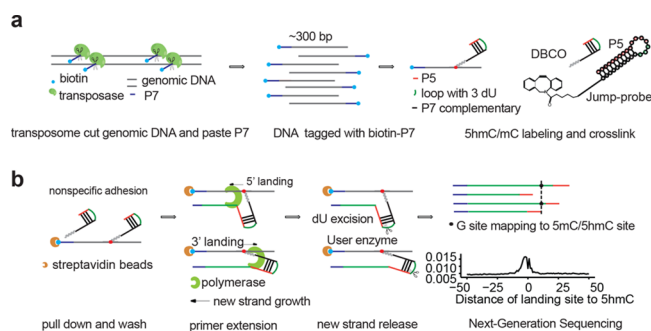 a
~300 bp
DBCO
P5
biotin
transposase
genomic DNA
P7
P5
loop with 3 dU
P7 complementary
Jump-probe
transposome cut genomic DNA and paste P7
DNA tagged with biotin-P7
5hmC/mC labeling and crosslink
b
nonspecific adhesion
5' landing
dU excision
G site mapping to 5mC/5hmC site
3' landing
User enzyme
streptavidin beads
polymerase
new strand growth
0.015
0.010
0.005
-50
-25
0
25
50
Distance of landing site to 5hmC
pull down and wash
primer extension
new strand release
Next-Generation Sequencing